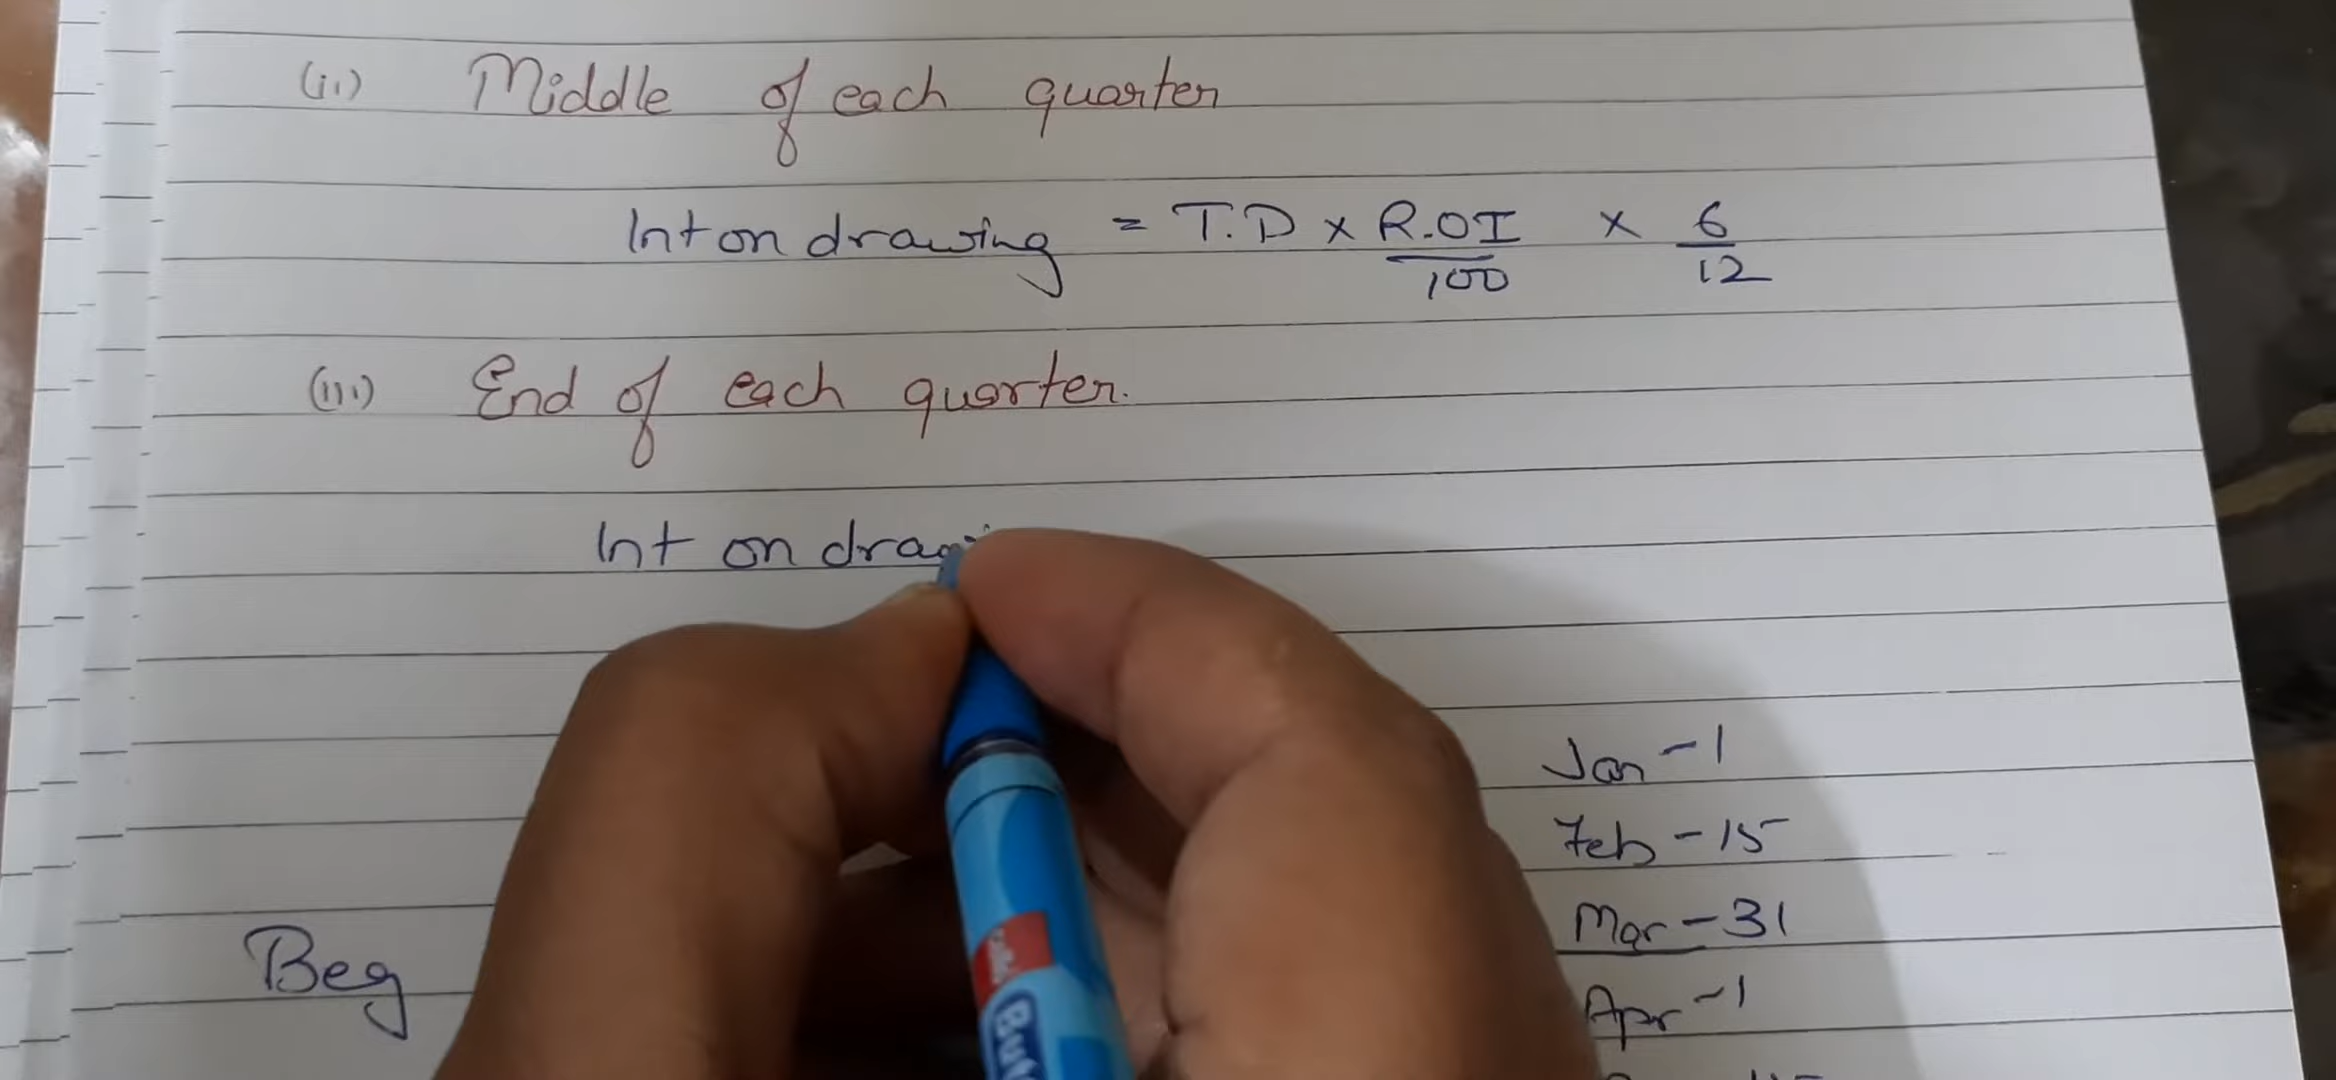 (ii) Middle of each quarter
Int on drawing = T.D x R.OI/100 x 6/12
(iii) End of each quarter.
Int on
Jan - 1
Feb - 15
Mar - 31
Beg
Apr - 1